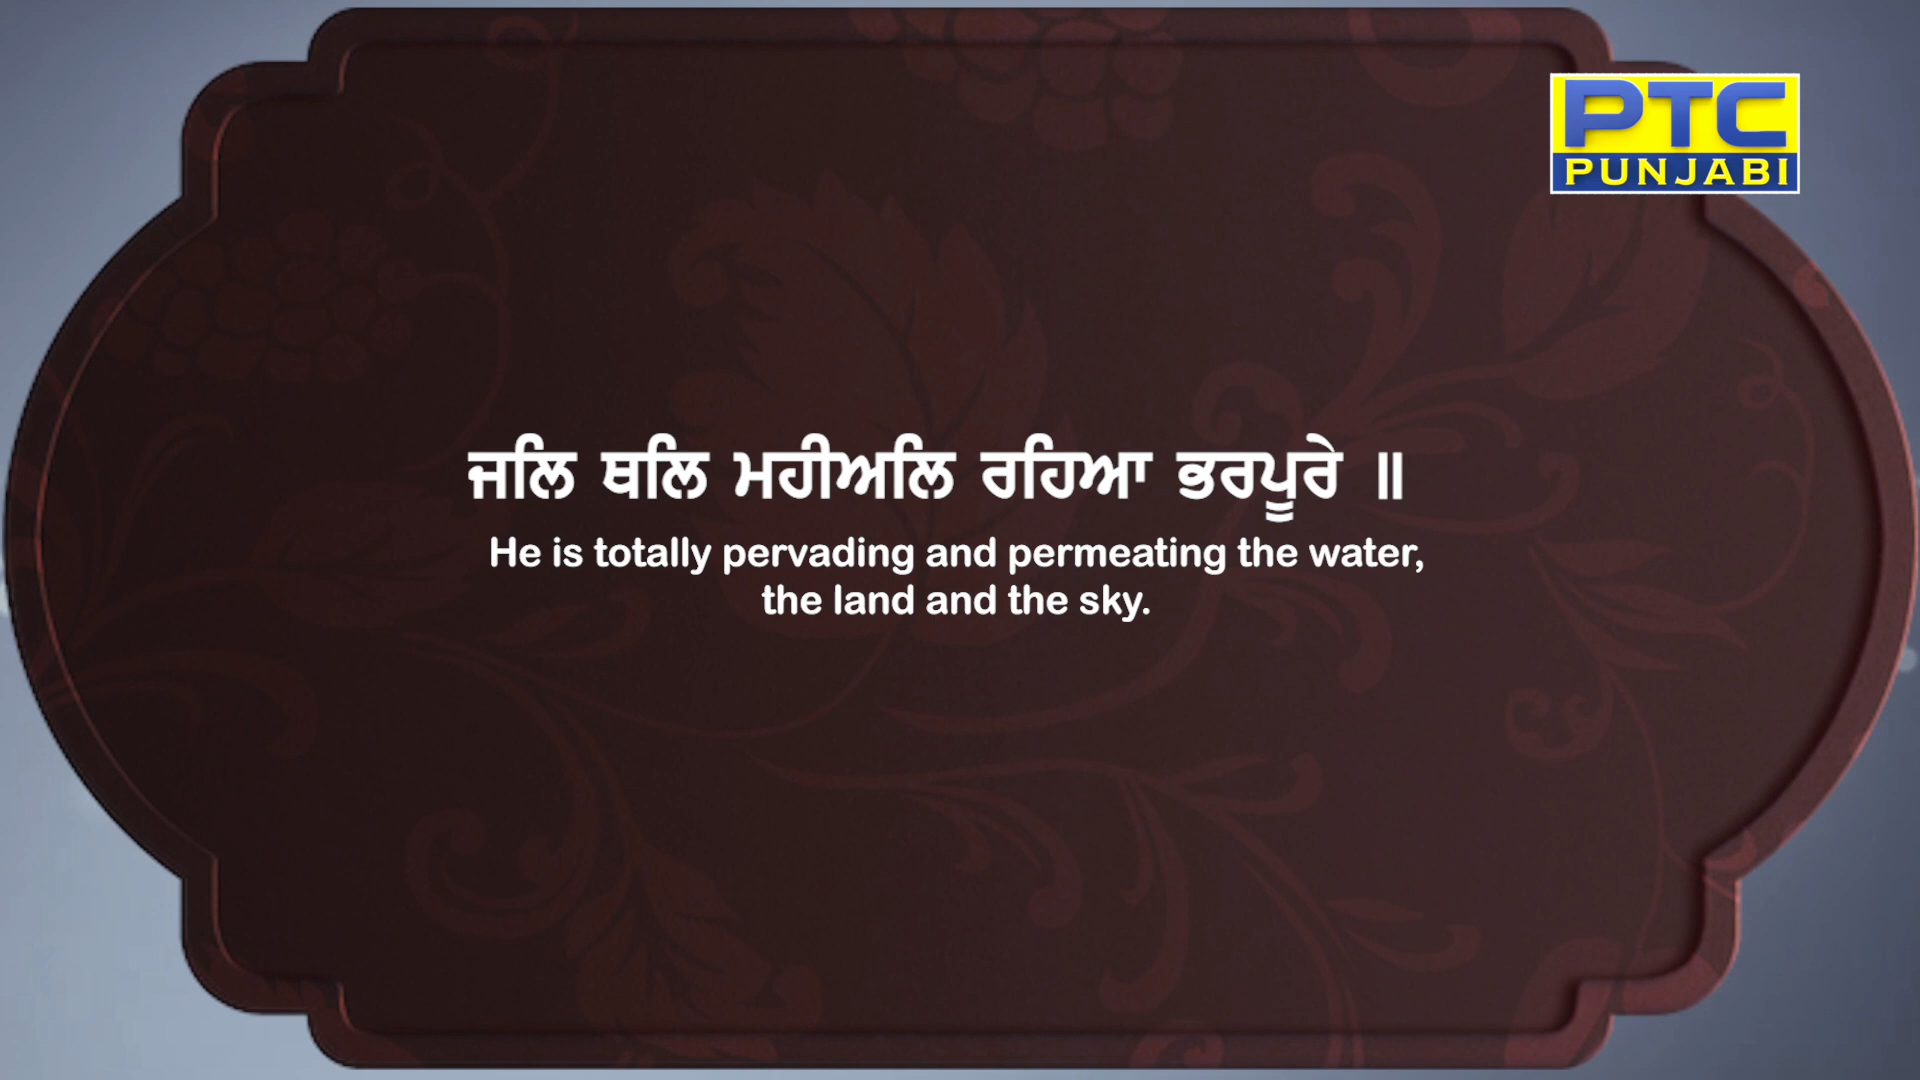 PTC
PUNJABI
ਜਲਿ ਥਲਿ ਮਹੀਅਲਿ ਰਹਿਆ ਭਰਪੂਰੇ ॥
He is totally pervading and permeating the water,
the land and the sky.